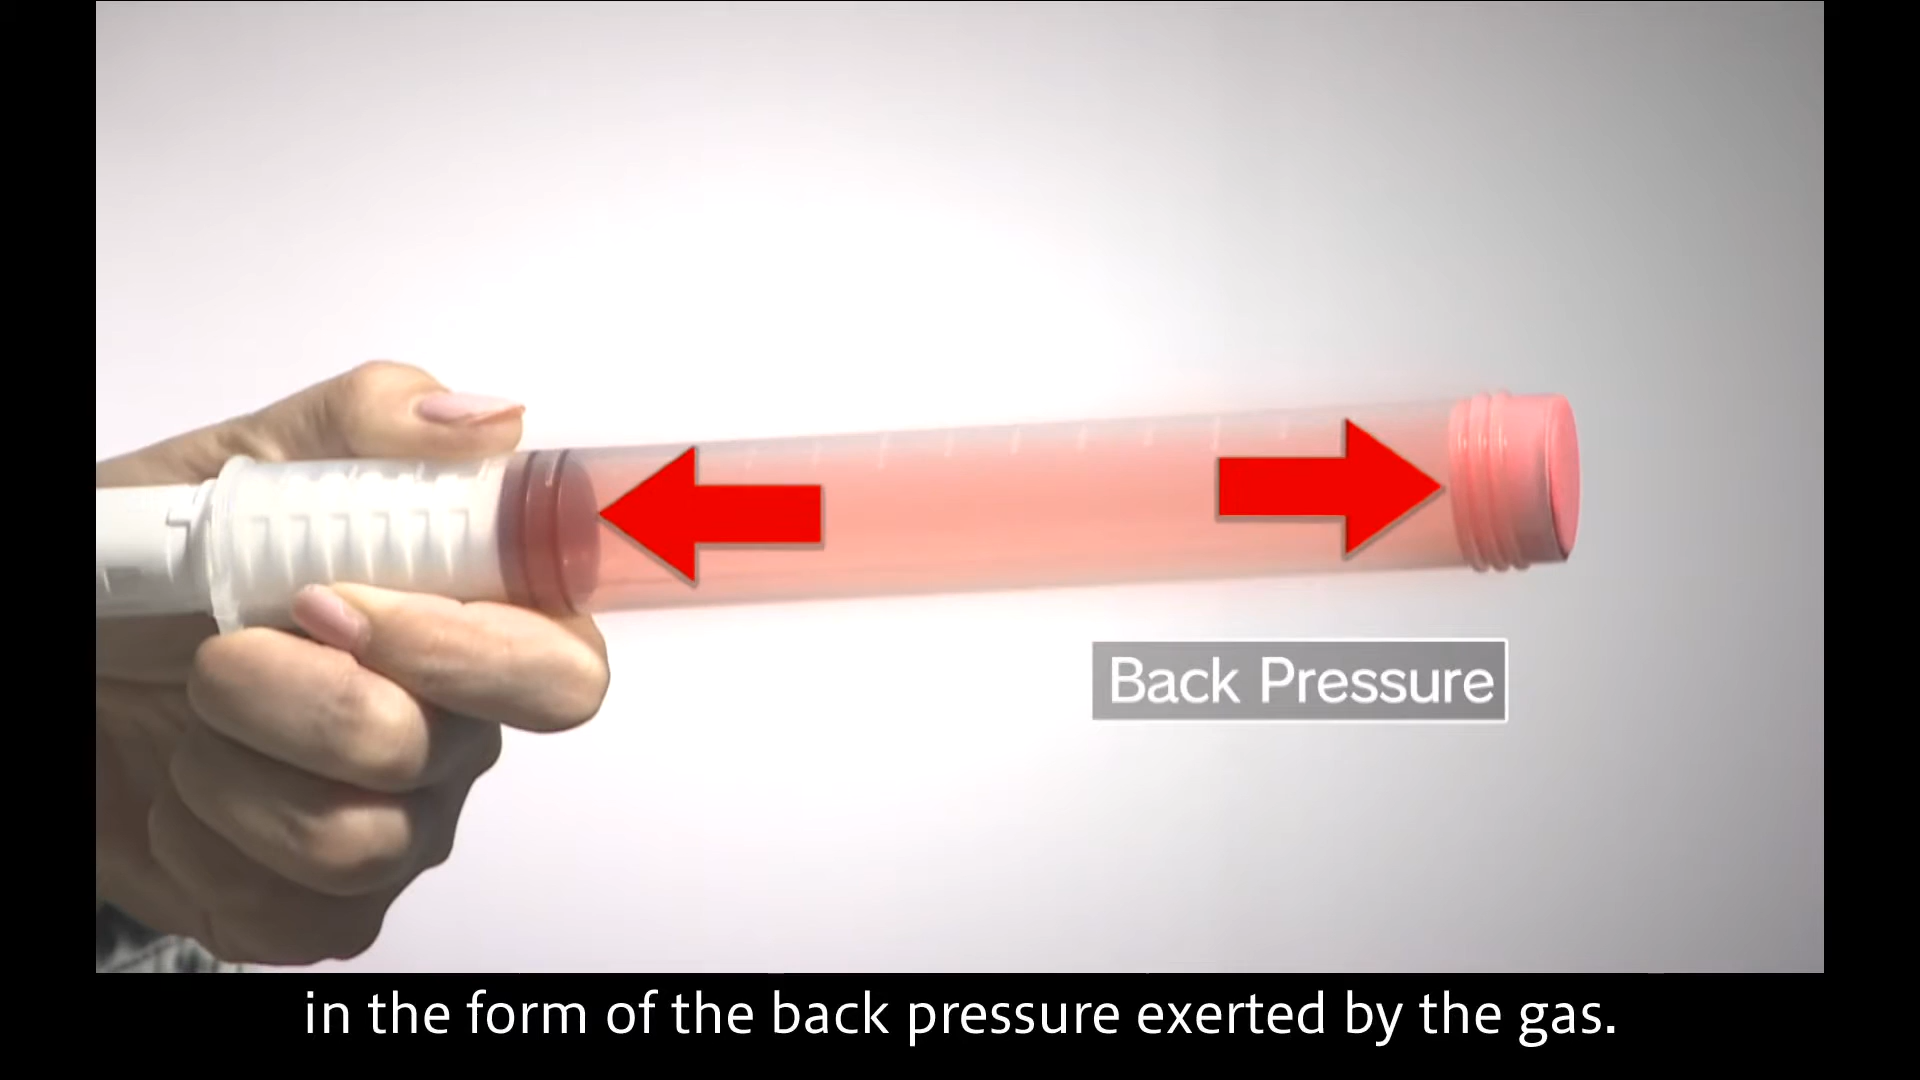 Back Pressure
in the form of the back pressure exerted by the gas.